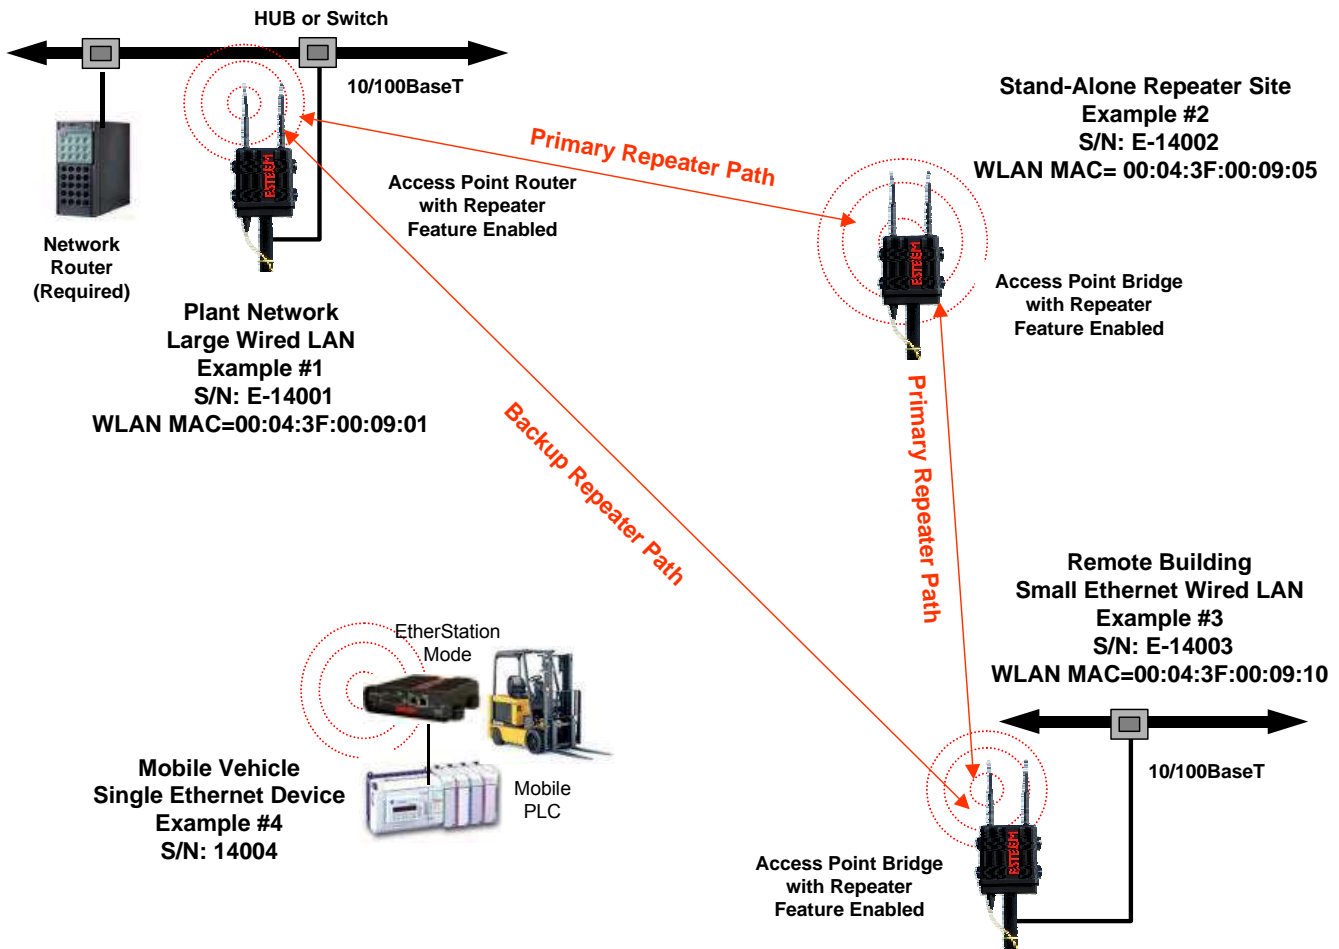 HUB or Switch
10/100BaseT
ESTEEM
Access Point Router
with Repeater
Feature Enabled
Network
Router
(Required)
Plant Network
Large Wired LAN
Example #1
S/N: E-14001
WLAN MAC=00:04:3F:00:09:01
Primary Repeater Path
Stand-Alone Repeater Site
Example #2
S/N: E-14002
WLAN MAC= 00:04:3F:00:09:05
ESTEEM
Access Point Bridge
with Repeater
Feature Enabled
Primary Repeater Path
Backup Repeater Path
Remote Building
Small Ethernet Wired LAN
Example #3
S/N: E-14003
WLAN MAC=00:04:3F:00:09:10
10/100BaseT
ESTEEM
Access Point Bridge
with Repeater
Feature Enabled
EtherStation
Mode
Mobile Vehicle
Single Ethernet Device
Example #4
S/N: 14004
Mobile
PLC